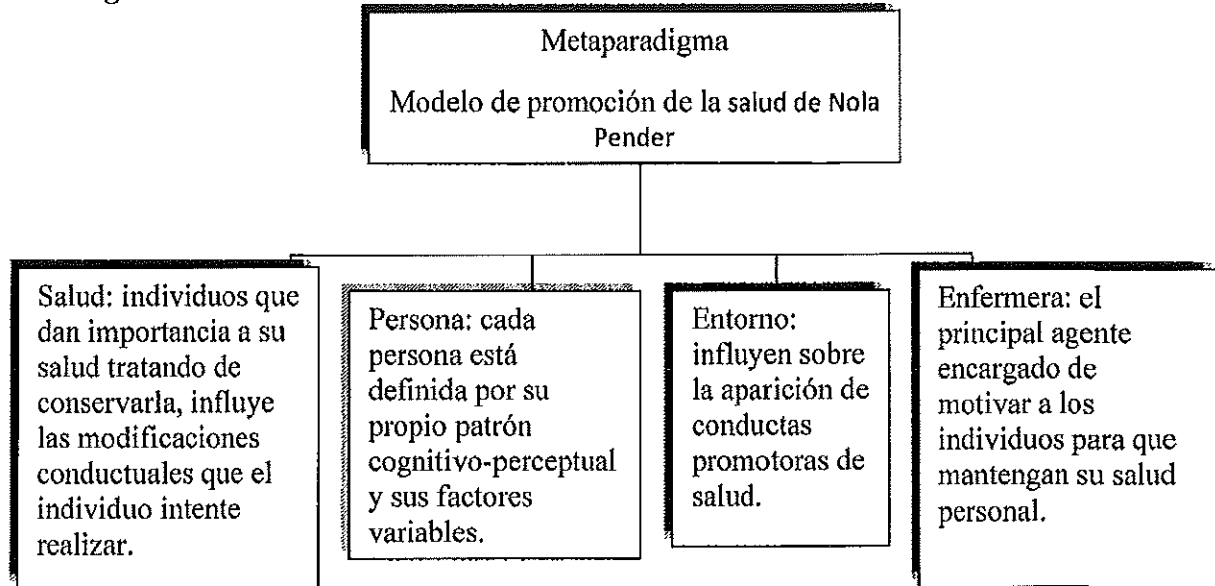 Metaparadigma
Modelo de promoción de la salud de Nola
Pender
Salud: individuos que
dan importancia a su
salud tratando de
conservarla, influye
las modificaciones
conductuales que el
individuo intente
realizar.
Persona: cada
persona está
definida por su
propio patrón
cognitivo-perceptual
y sus factores
variables.
Entorno:
influyen sobre
la aparición de
conductas
promotoras de
salud.
Enfermera: el
principal agente
encargado de
motivar a los
individuos para que
mantengan su salud
personal.